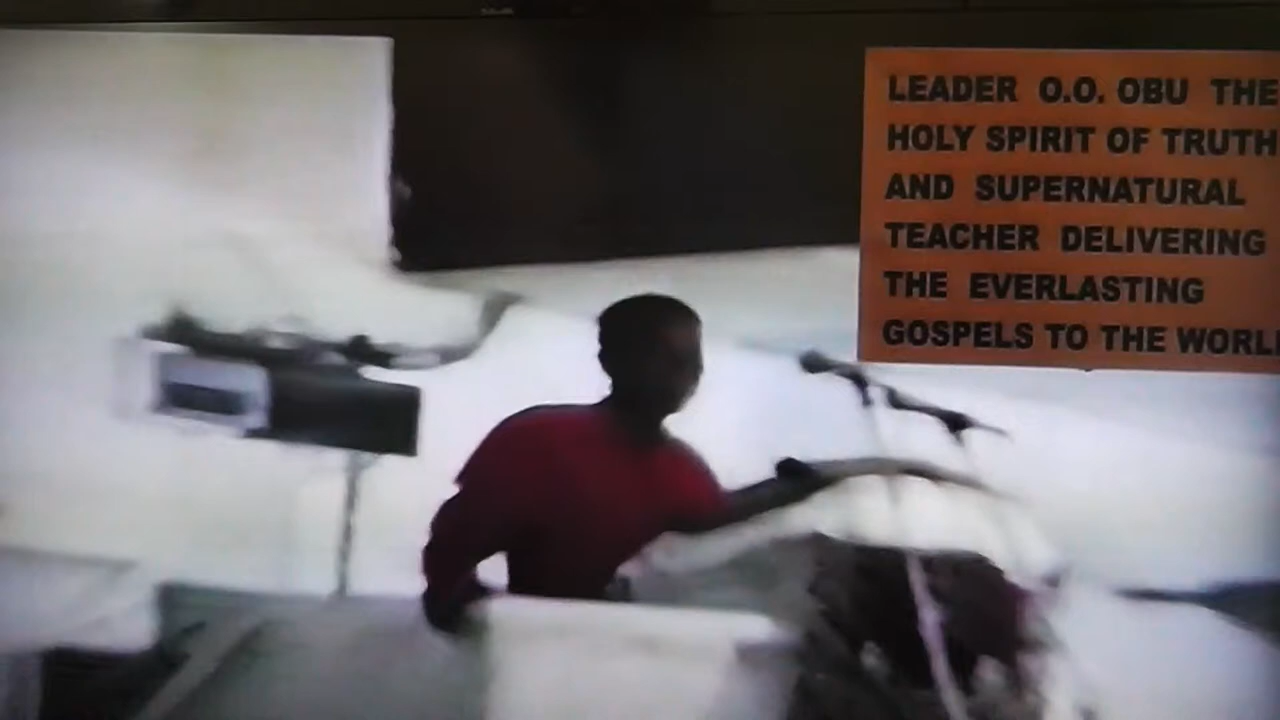 LEADER O.O. OBU THE
HOLY SPIRIT OF TRUTH
AND SUPERNATURAL
TEACHER DELIVERING
THE EVERLASTING
GOSPELS TO THE WORL